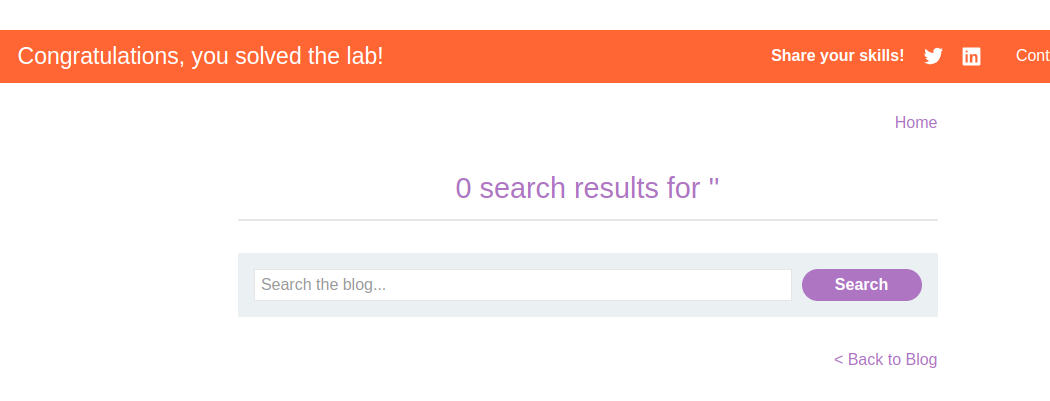 Congratulations, you solved the lab!
Share your skills!
Cont
Home
0 search results for ''
Search the blog...
Search
< Back to Blog